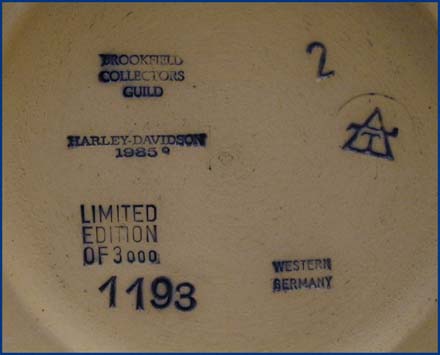 BROOKFIELD
COLLECTORS
GUILD
2
HARLEY-DAVIDSON
1985
LIMITED
EDITION
OF 3000
1193
WESTERN
GERMANY